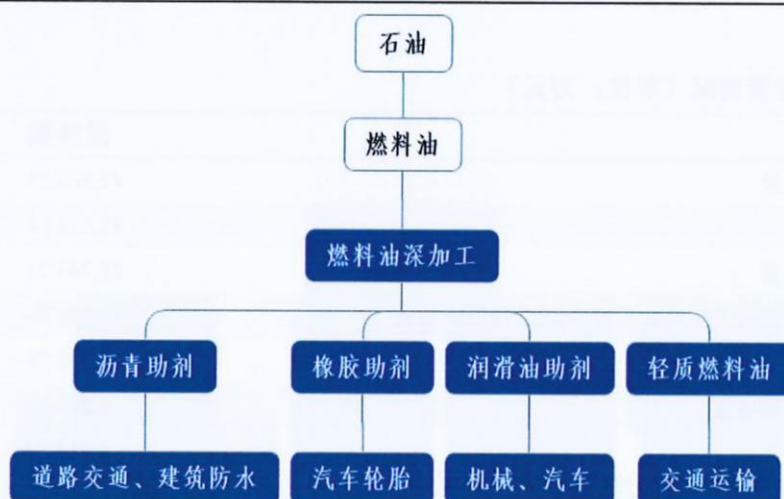 石油
燃料油
燃料油深加工
沥青助剂
橡胶助剂
润滑油助剂
轻质燃料油
道路交通、建筑防水
汽车轮胎
机械、汽车
交通运输